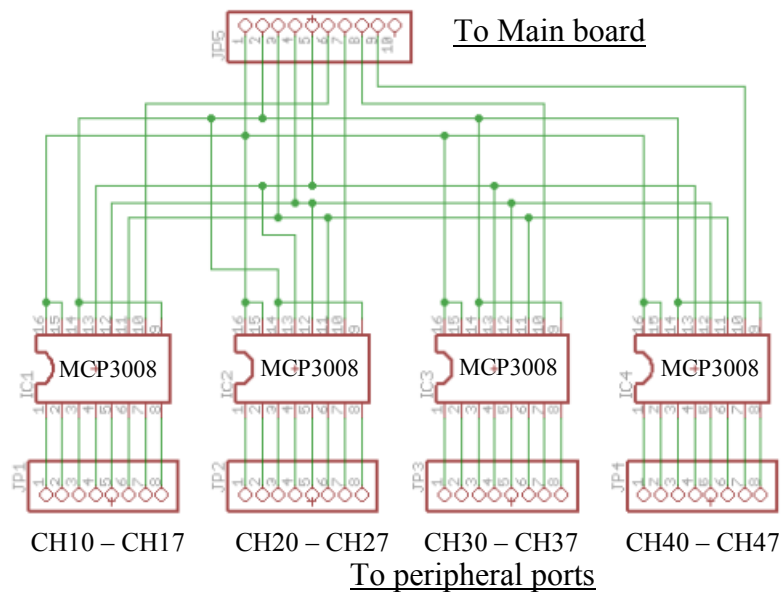 To Main board
JP5
1 2 3 4 5 6 7 8 9 10
16 15 14 13 12 11 10 9
16 15 14 13 12 11 10 9
16 15 14 13 12 11 10 9
16 15 14 13 12 11 10 9
IC1 MCP3008
IC2 MCP3008
IC3 MCP3008
IC4 MCP3008
1 2 3 4 5 6 7 8
1 2 3 4 5 6 7 8
1 2 3 4 5 6 7 8
1 2 3 4 5 6 7 8
JP1 1 2 3 4 5 6 7 8
JP2 1 2 3 4 5 6 7 8
JP3 1 2 3 4 5 6 7 8
JP4 1 2 3 4 5 6 7 8
CH10 – CH17
CH20 – CH27
CH30 – CH37
CH40 – CH47
To peripheral ports